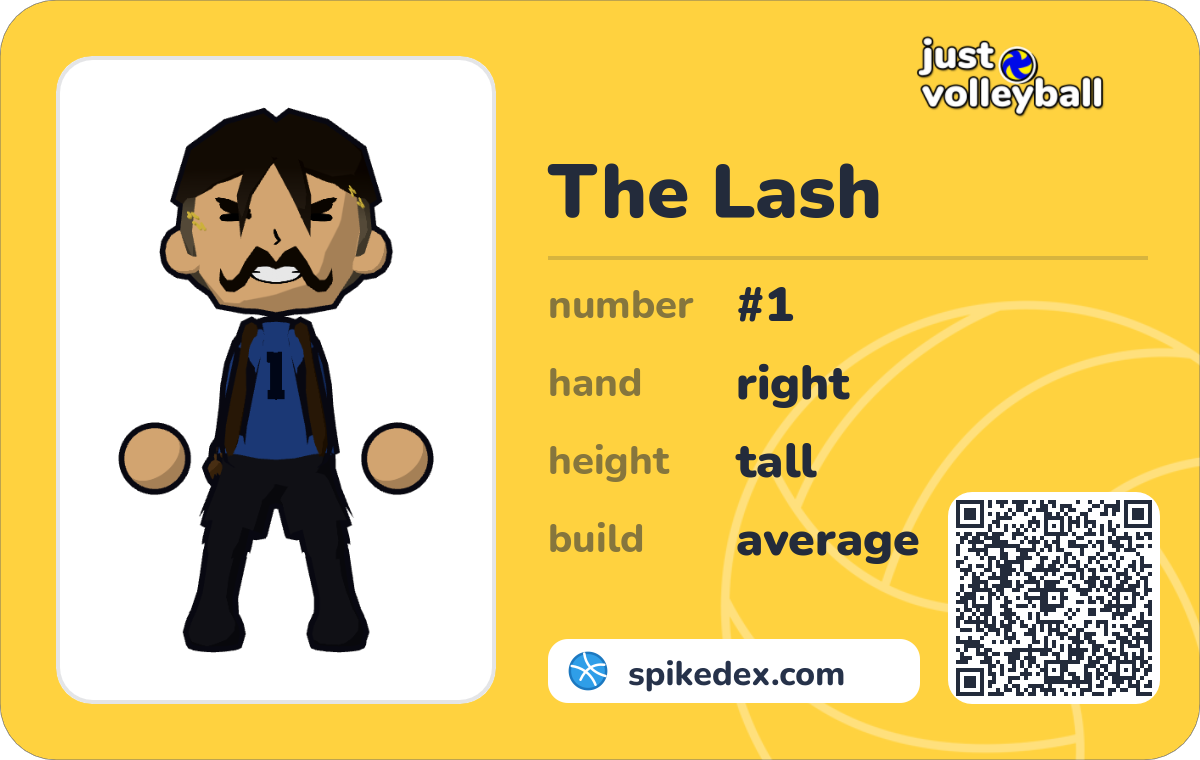 just
volleyball
The Lash
number #1
hand right
height tall
build average
1
spikedex.com